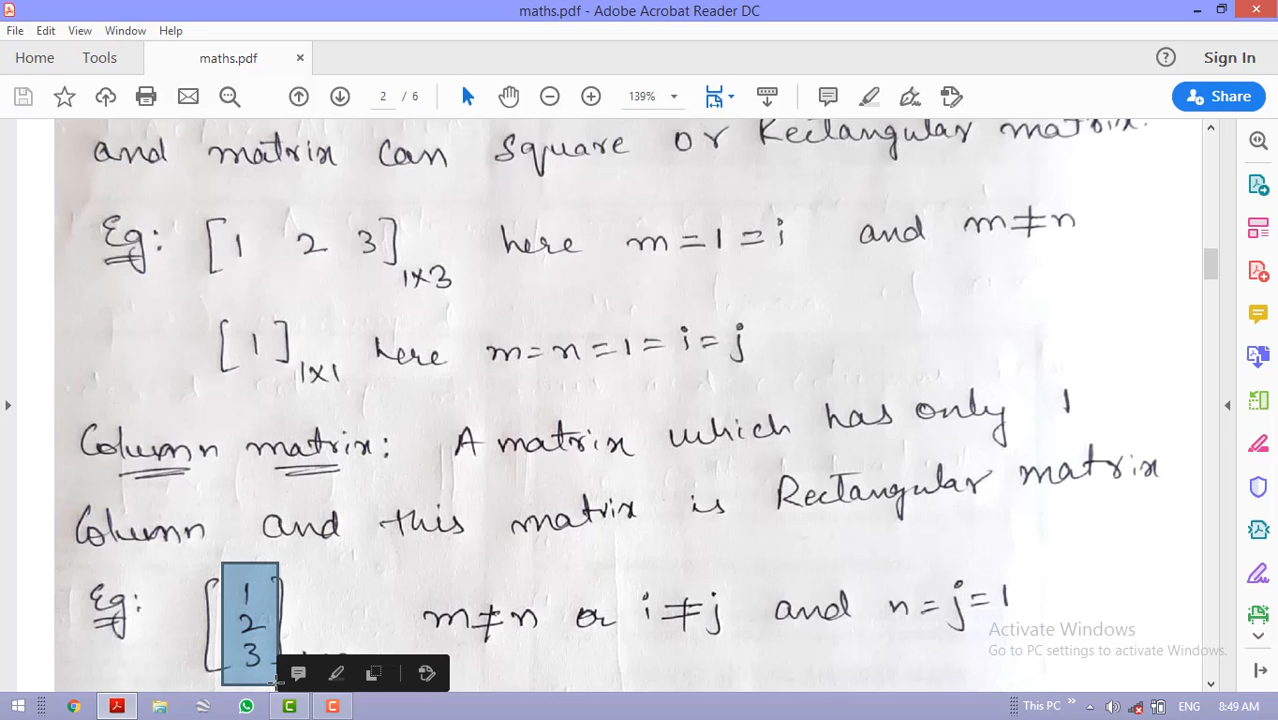 maths.pdf - Adobe Acrobat Reader DC
File Edit View Window Help
Home Tools maths.pdf × ? Sign In
2 / 6 139% Share
and matrix can Square or Rectangular matrix.
Eg: [1 2 3] 1×3 here m=1=i and m≠n
[1] 1×1 here m=n=1=i=j
Column matrix: A matrix which has only 1
Column and this matrix is Rectangular matrix
Eg: [1
2 m≠n or i≠j and n=j=1
3]
Activate Windows
Go to PC settings to activate Windows.
This PC » ENG 8:49 AM